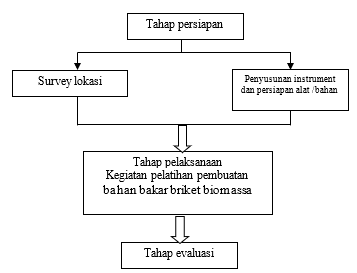 Tahap persiapan
Survey lokasi
Penyusunan instrument
dan persiapan alat /bahan
Tahap pelaksanaan
Kegiatan pelatihan pembuatan
bahan bakar briket biomassa
Tahap evaluasi